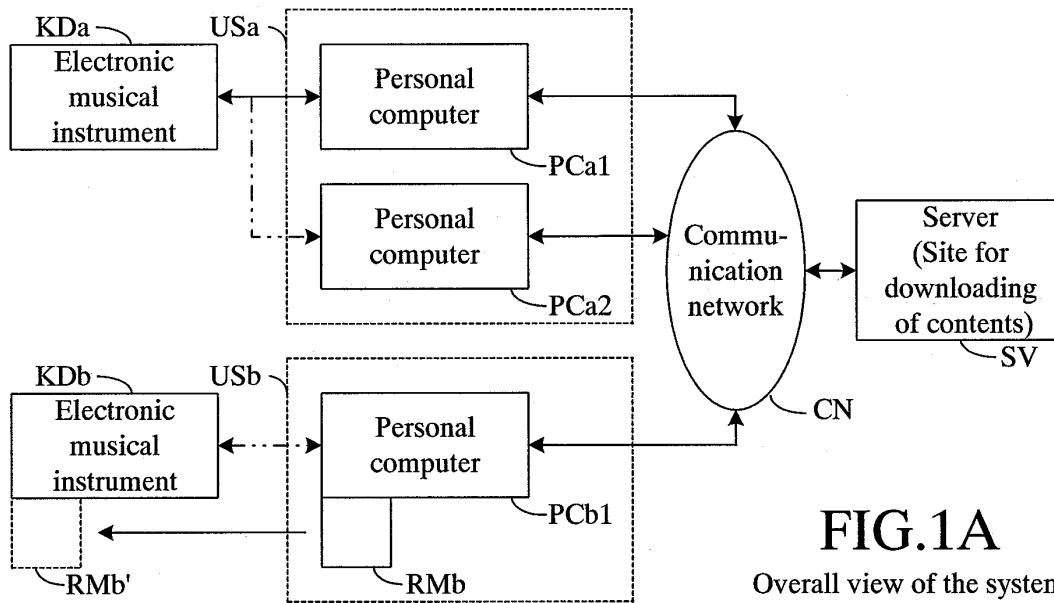 KDa
USa
Electronic
musical
instrument
Personal
computer
PCa1
Personal
computer
PCa2
Commu-
nication
network
CN
Server
(Site for
downloading
of contents)
SV
KDb
USb
Electronic
musical
instrument
Personal
computer
PCb1
RMb'
RMb
FIG.1A
Overall view of the system